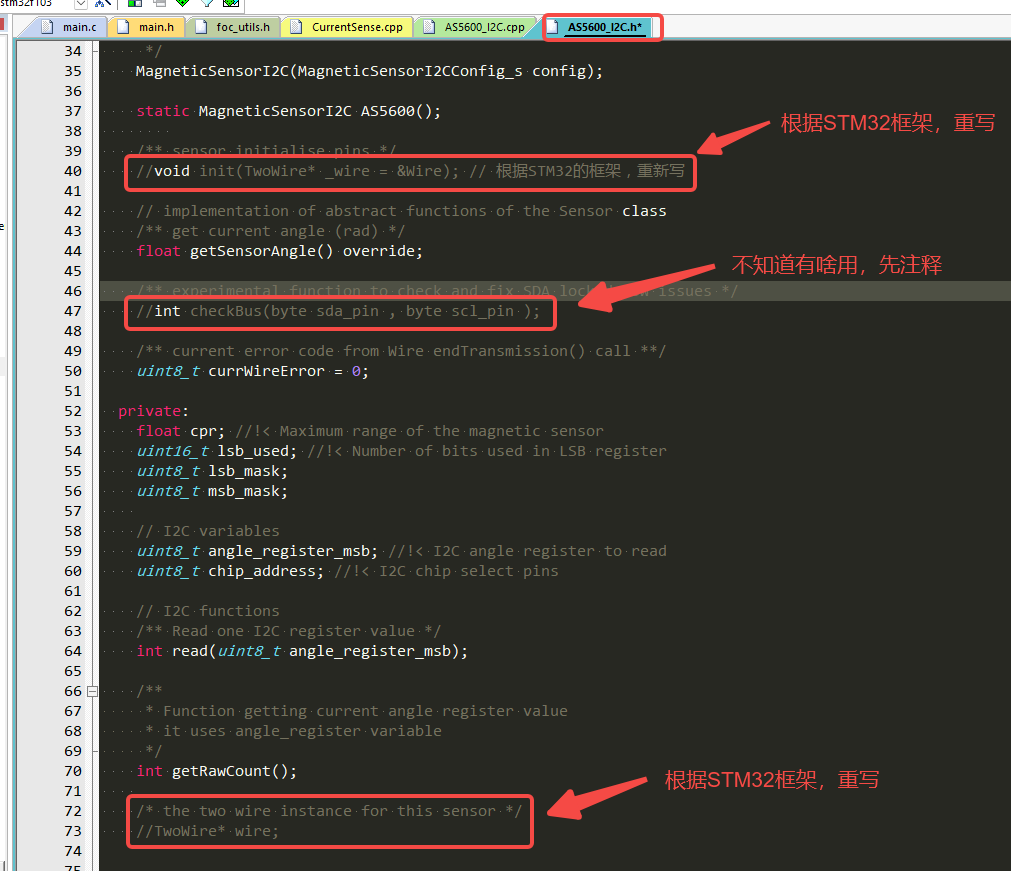 stm32f103
main.c main.h foc_utils.h CurrentSense.cpp AS5600_I2C.cpp AS5600_I2C.h*
34 */
35 MagneticSensorI2C(MagneticSensorI2CConfig_s config);
36
37 static MagneticSensorI2C AS5600();
38
根据STM32框架，重写
39 /** sensor initialise pins */
40 //void init(TwoWire* _wire = &Wire); // 根据STM32的框架，重新写
41
42 // implementation of abstract functions of the Sensor class
43 /** get current angle (rad) */
44 float getSensorAngle() override;
45
不知道有啥用，先注释
46 /** experimental function to check and fix SDA issues */
47 //int checkBus(byte sda_pin , byte scl_pin );
48
49 /** current error code from Wire endTransmission() call **/
50 uint8_t currWireError = 0;
51
52 private:
53 float cpr; //!< Maximum range of the magnetic sensor
54 uint16_t lsb_used; //!< Number of bits used in LSB register
55 uint8_t lsb_mask;
56 uint8_t msb_mask;
57
58 // I2C variables
59 uint8_t angle_register_msb; //!< I2C angle register to read
60 uint8_t chip_address; //!< I2C chip select pins
61
62 // I2C functions
63 /** Read one I2C register value */
64 int read(uint8_t angle_register_msb);
65
66 /**
67 * Function getting current angle register value
68 * it uses angle_register variable
69 */
70 int getRawCount();
71
根据STM32框架，重写
72 /* the two wire instance for this sensor */
73 //TwoWire* wire;
74
75